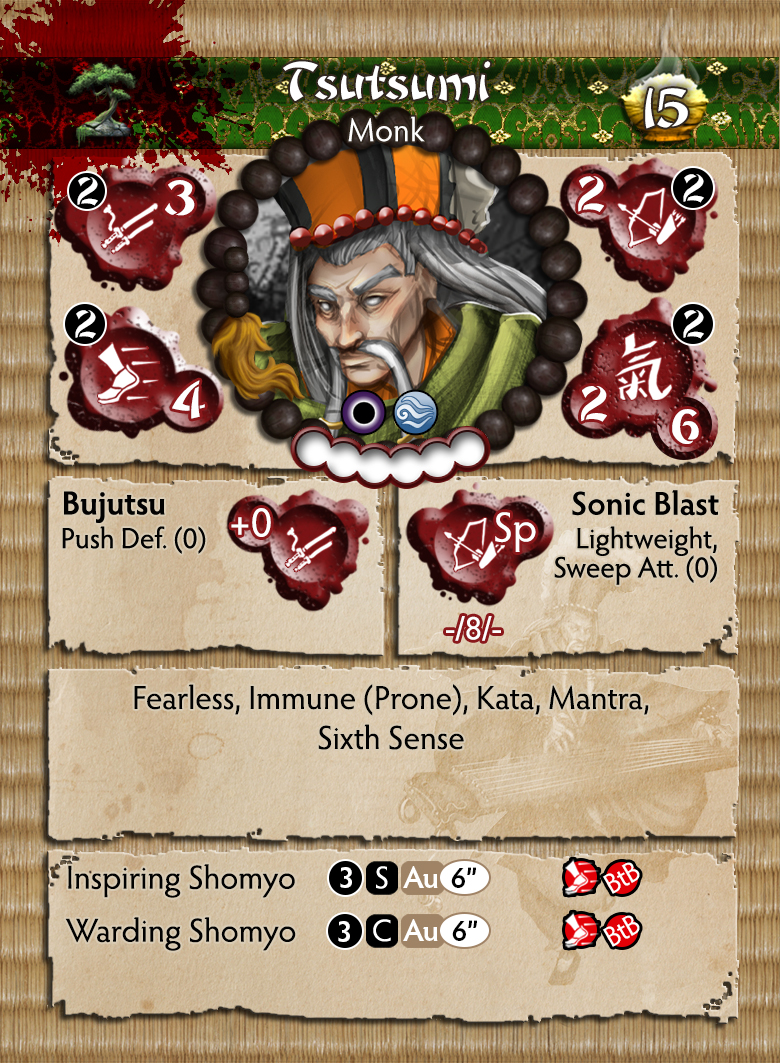 Tsutsumi
15
Monk
2 3
2 2
2
4
2
氣
2
6
Bujutsu
Push Def. (0)
+0
Sp
-/8/-
Sonic Blast
Lightweight,
Sweep Att. (0)
Fearless, Immune (Prone), Kata, Mantra,
Sixth Sense
Inspiring Shomyo 3 S Au 6" BtB
Warding Shomyo 3 C Au 6" BtB